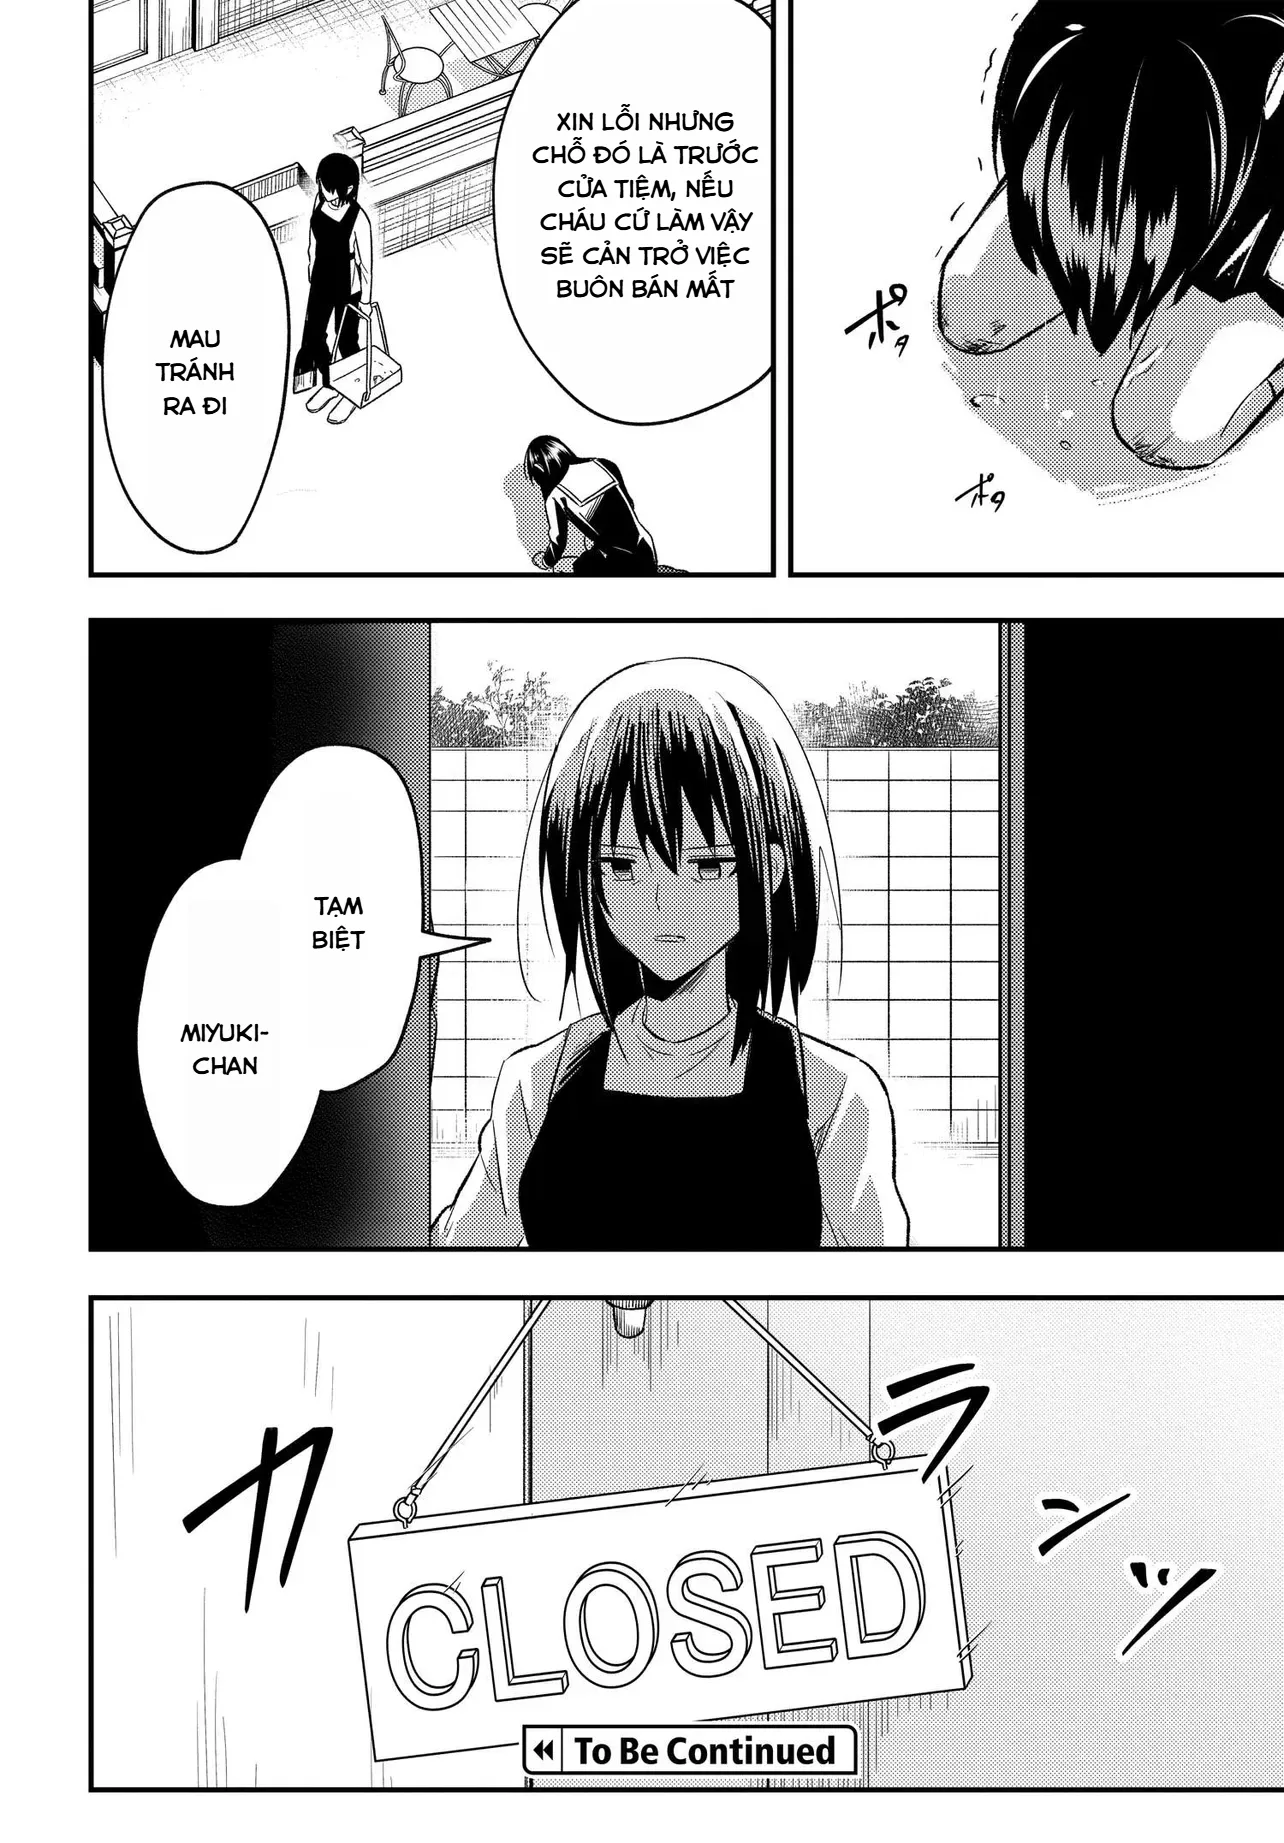 ポタ
ポタ
XIN LỖI NHƯNG
CHỖ ĐÓ LÀ TRƯỚC
CỬA TIỆM, NẾU
CHÁU CỨ LÀM VẬY
SẼ CẢN TRỞ VIỆC
BUÔN BÁN MẤT
MAU
TRÁNH
RA ĐI
TẠM
BIỆT
MIYUKI-
CHAN
カランッ
CLOSED
To Be Continued